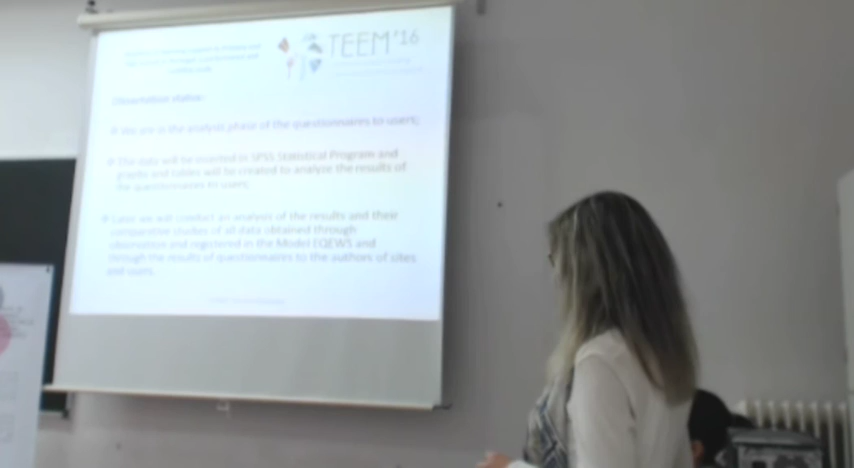 TEEM'16
Dissertation status:
We are in the analysis phase of the questionnaires to users;
The data will be inserted in SPSS Statistical Program and
graphs and tables will be created to analyze the results of
the questionnaires to users;
Later we will conduct an analysis of the results and their
comparative studies of all data obtained through
observation and registered in the Model EQEWS and
through the results of questionnaires to the authors of sites
and users.